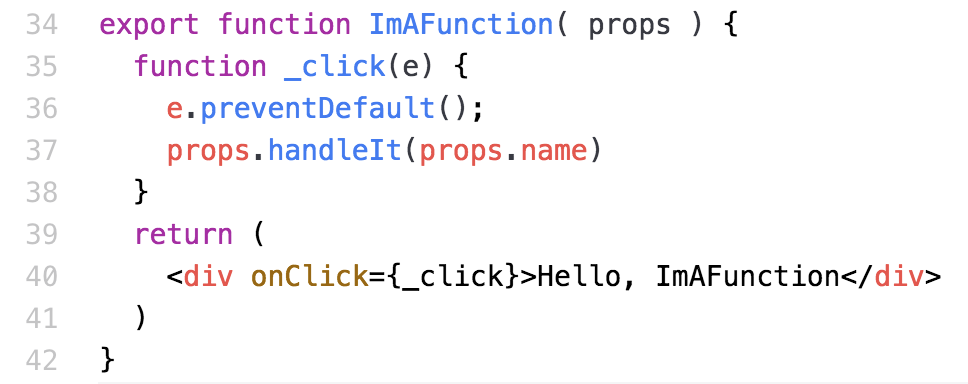 34 export function ImAFunction( props ) {
35 function _click(e) {
36 e.preventDefault();
37 props.handleIt(props.name)
38 }
39 return (
40 <div onClick={_click}>Hello, ImAFunction</div>
41 )
42 }